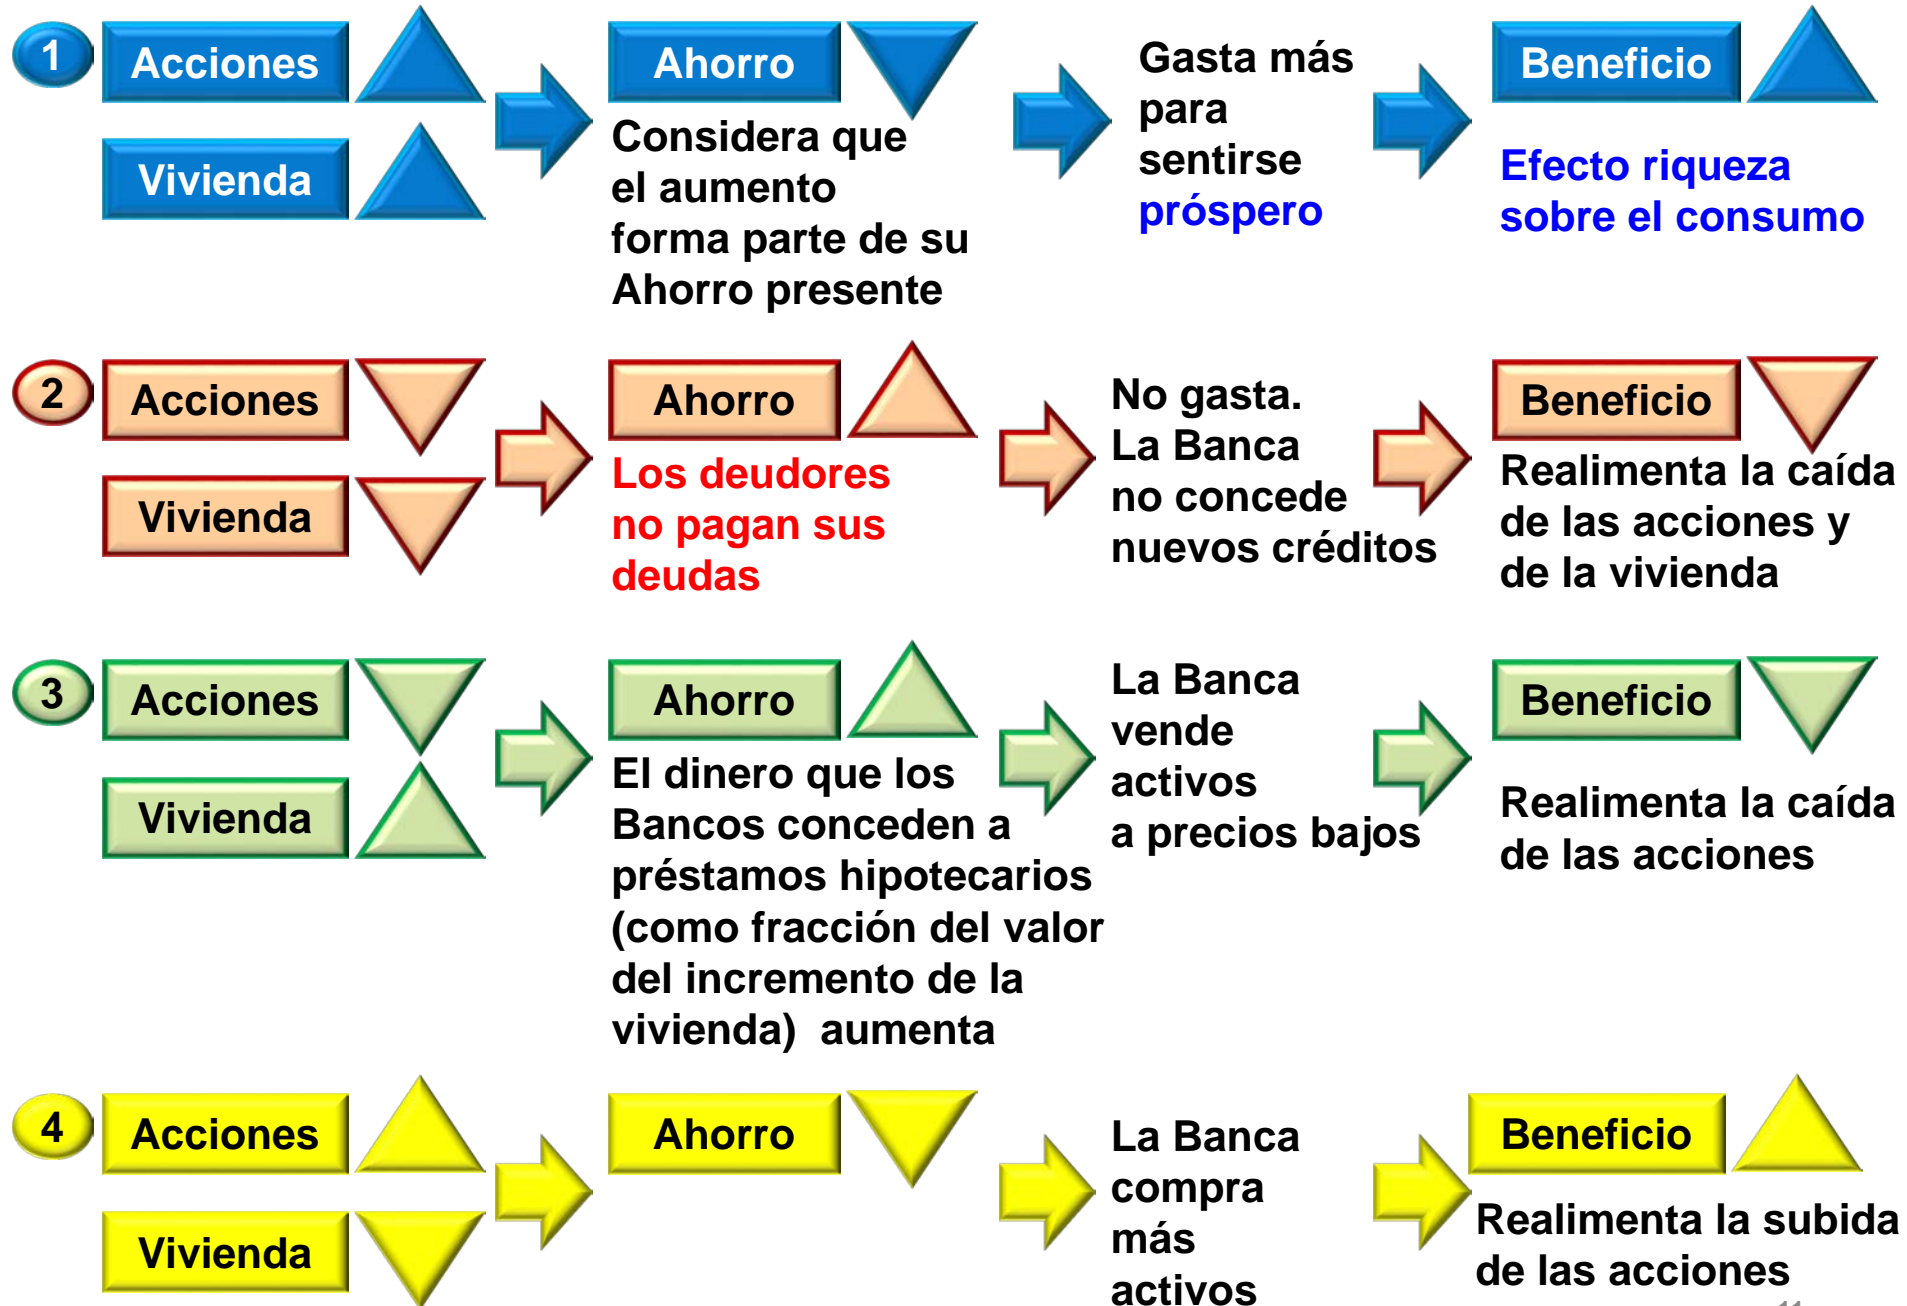 1
Acciones
Vivienda
Ahorro
Considera que
el aumento
forma parte de su
Ahorro presente
Gasta más
para
sentirse
próspero
Beneficio
Efecto riqueza
sobre el consumo
2
Acciones
Vivienda
Ahorro
Los deudores
no pagan sus
deudas
No gasta.
La Banca
no concede
nuevos créditos
Beneficio
Realimenta la caída
de las acciones y
de la vivienda
3
Acciones
Vivienda
Ahorro
El dinero que los
Bancos conceden a
préstamos hipotecarios
(como fracción del valor
del incremento de la
vivienda) aumenta
La Banca
vende
activos
a precios bajos
Beneficio
Realimenta la caída
de las acciones
4
Acciones
Vivienda
Ahorro
La Banca
compra
más
activos
Beneficio
Realimenta la subida
de las acciones